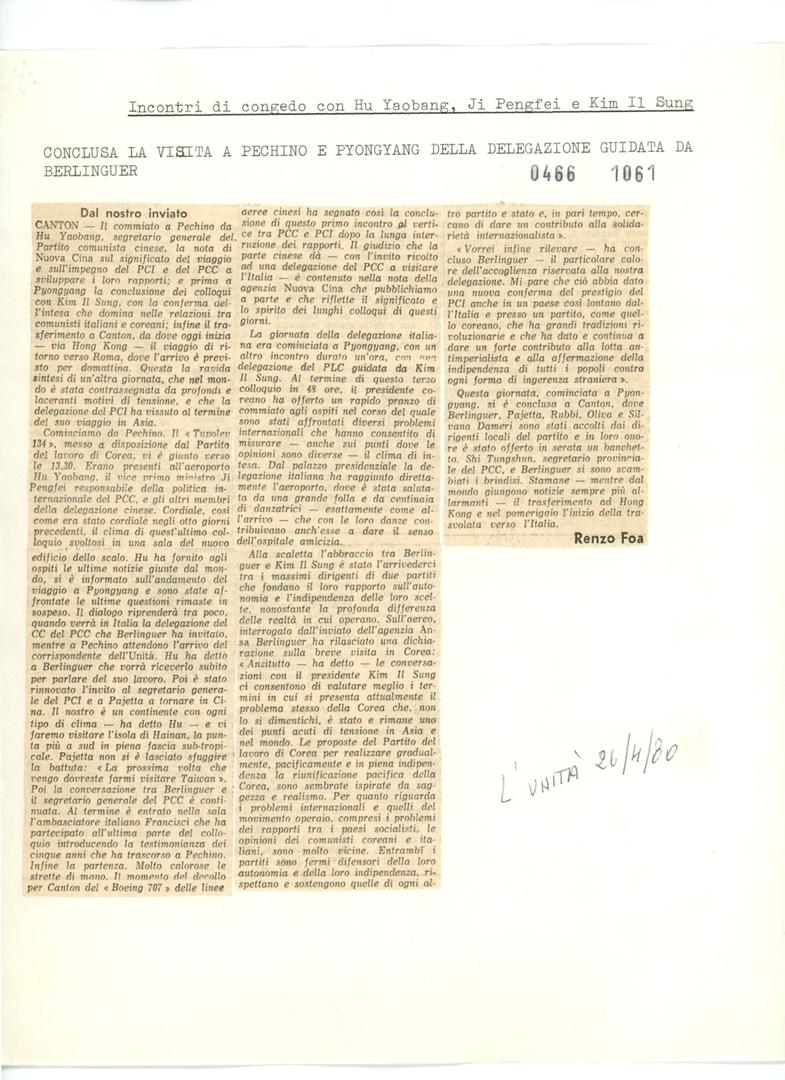 Incontri di congedo con Hu Yaobang, Ji Pengfei e Kim Il Sung
CONCLUSA LA VISITA A PECHINO E PYONGYANG DELLA DELEGAZIONE GUIDATA DA
BERLINGUER
0466 1061
Dal nostro inviato
CANTON — Il commiato a Pechino da
Hu Yaobang, segretario generale del
Partito comunista cinese, la nota di
Nuova Cina sul significato del viaggio
e sull'impegno del PCI e del PCC a
sviluppare i loro rapporti; e prima a
Pyongyang la conclusione dei colloqui
con Kim Il Sung, con la conferma del-
l'intesa che domina nelle relazioni tra
comunisti italiani e coreani; infine il tra-
sferimento a Canton, da dove oggi inizia
— via Hong Kong — il viaggio di ri-
torno verso Roma, dove l'arrivo è previ-
sto per domattina. Questa la rapida
sintesi di un'altra giornata, che nel mon-
do è stata contrassegnata da profondi e
laceranti motivi di tensione, e che la
delegazione del PCI ha vissuto al termine
del suo viaggio in Asia.
Cominciamo da Pechino. Il « Tupolev
134 », messo a disposizione dal Partito
del lavoro di Corea, vi è giunto verso
le 13,30. Erano presenti all'aeroporto
Hu Yaobang, il vice primo ministro Ji
Pengfei responsabile della politica in-
ternazionale del PCC, e gli altri membri
della delegazione cinese. Cordiale, così
come era stato cordiale negli otto giorni
precedenti, il clima di quest'ultimo col-
loquio svoltosi in una sala del nuovo
edificio dello scalo. Hu ha fornito agli
ospiti le ultime notizie giunte dal mon-
do, si è informato sull'andamento del
viaggio a Pyongyang e sono state af-
frontate le ultime questioni rimaste in
sospeso. Il dialogo riprenderà tra poco,
quando verrà in Italia la delegazione del
CC del PCC che Berlinguer ha invitato,
mentre a Pechino attendono l'arrivo del
corrispondente dell'Unità. Hu ha detto
a Berlinguer che vorrà riceverlo subito
per parlare del suo lavoro. Poi è stato
rinnovato l'invito al segretario genera-
le del PCI e a Pajetta a tornare in Ci-
na. Il nostro è un continente con ogni
tipo di clima — ha detto Hu — e vi
faremo visitare l'isola di Hainan, la pun-
ta più a sud in piena fascia sub-tropi-
cale. Pajetta non si è lasciato sfuggire
la battuta: « La prossima volta che
vengo dovreste farmi visitare Taiwan ».
Poi la conversazione tra Berlinguer e
il segretario generale del PCC è conti-
nuata. Al termine è entrato nella sala
l'ambasciatore italiano Francisci che ha
partecipato all'ultima parte del collo-
quio introducendo la testimonianza dei
cinque anni che ha trascorso a Pechino.
Infine la partenza. Molto calorose le
strette di mano. Il momento del decollo
per Canton del « Boeing 707 » delle linee
aeree cinesi ha segnato così la conclu-
sione di questo primo incontro al verti-
ce tra PCC e PCI dopo la lunga inter-
ruzione dei rapporti. Il giudizio che la
parte cinese dà — con l'invito rivolto
ad una delegazione del PCC a visitare
l'Italia — è contenuto nella nota della
agenzia Nuova Cina che pubblichiamo
a parte e che riflette il significato e
lo spirito dei lunghi colloqui di questi
giorni.
La giornata della delegazione italia-
na era cominciata a Pyongyang, con un
altro incontro durato un'ora, con una
delegazione del PLC guidata da Kim
Il Sung. Al termine di questo terzo
colloquio in 48 ore, il presidente co-
reano ha offerto un rapido pranzo di
commiato agli ospiti nel corso del quale
sono stati affrontati diversi problemi
internazionali che hanno consentito di
misurare — anche sui punti dove le
opinioni sono diverse — il clima di in-
tesa. Dal palazzo presidenziale la de-
legazione italiana ha raggiunto diretta-
mente l'aeroporto, dove è stata saluta-
ta da una grande folla e da centinaia
di danzatrici — esattamente come al-
l'arrivo — che con le loro danze con-
tribuivano anch'esse a dare il senso
dell'ospitale amicizia.
Alla scaletta l'abbraccio tra Berlin-
guer e Kim Il Sung è stato l'arrivederci
tra i massimi dirigenti di due partiti
che fondano il loro rapporto sull'auto-
nomia e l'indipendenza delle loro scel-
te, nonostante la profonda differenza
delle realtà in cui operano. Sull'aereo,
interrogato dall'inviato dell'agenzia An-
sa Berlinguer ha rilasciato una dichia-
razione sulla breve visita in Corea:
« Anzitutto — ha detto — le conversa-
zioni con il presidente Kim Il Sung
ci consentono di valutare meglio i ter-
mini in cui si presenta attualmente il
problema stesso della Corea che, non
lo si dimentichi, è stato e rimane uno
dei punti acuti di tensione in Asia e
nel mondo. Le proposte del Partito del
lavoro di Corea per realizzare gradual-
mente, pacificamente e in piena indipen-
denza la riunificazione pacifica della
Corea, sono sembrate ispirate da sag-
gezza e realismo. Per quanto riguarda
i problemi internazionali e quelli del
movimento operaio, compresi i problemi
dei rapporti tra i paesi socialisti, le
opinioni dei comunisti coreani e ita-
liani, sono molto vicine. Entrambi i
partiti sono fermi difensori della loro
autonomia e della loro indipendenza, ri-
spettano e sostengono quelle di ogni al-
tro partito e stato e, in pari tempo, cer-
cano di dare un contributo alla solida-
rietà internazionalista ».
« Vorrei infine rilevare — ha con-
cluso Berlinguer — il particolare calo-
re dell'accoglienza riservata alla nostra
delegazione. Mi pare che ciò abbia dato
una nuova conferma del prestigio del
PCI anche in un paese così lontano dal-
l'Italia e presso un partito, come quel-
lo coreano, che ha grandi tradizioni ri-
voluzionarie e che ha dato e continua a
dare un forte contributo alla lotta an-
timperialista e alla affermazione della
indipendenza di tutti i popoli contro
ogni forma di ingerenza straniera ».
Questa giornata, cominciata a Pyon-
gyang, si è conclusa a Canton, dove
Berlinguer, Pajetta, Rubbi, Oliva e Sil-
vana Dameri sono stati accolti dai di-
rigenti locali del partito e in loro ono-
re è stato offerto in serata un banchet-
to. Shi Tungshun, segretario provincia-
le del PCC, e Berlinguer si sono scam-
biati i brindisi. Stamane — mentre dal
mondo giungono notizie sempre più al-
larmanti — il trasferimento ad Hong
Kong e nel pomeriggio l'inizio della tra-
svolata verso l'Italia.
Renzo Foa
L'UNITÀ 26/4/80